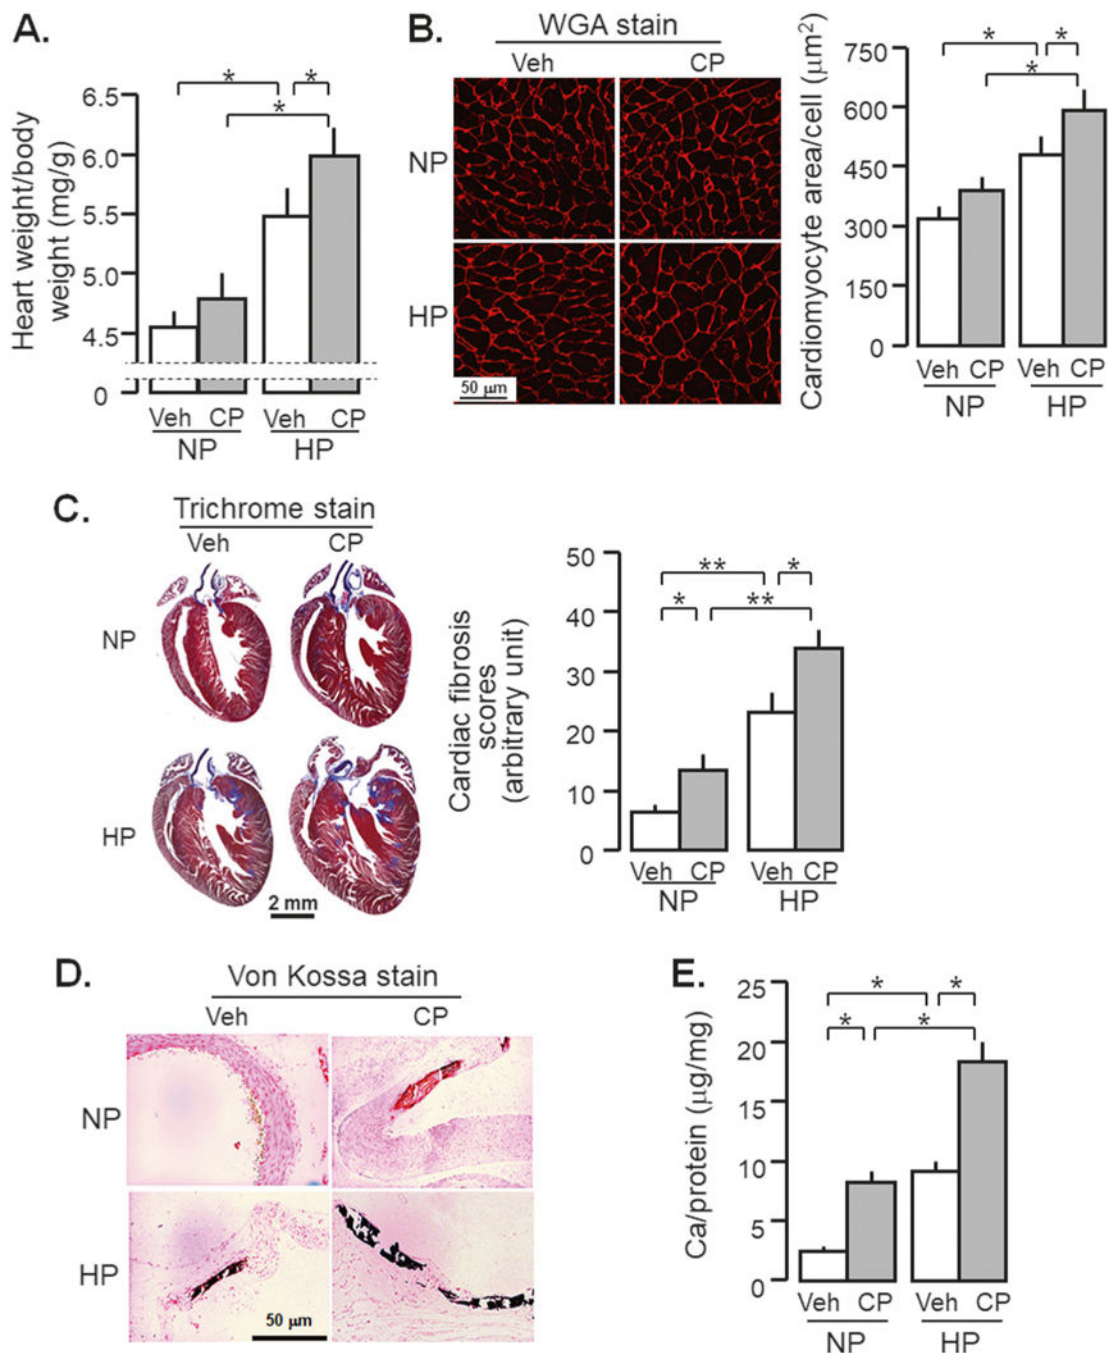 A.
Heart weight/body
weight (mg/g)
6.5
6.0
5.5
5.0
4.5
0
*
*
*
Veh CP Veh CP
NP HP
B.
WGA stain
Veh CP
NP
HP
50 μm
Cardiomyocyte area/cell (μm²)
750
600
450
300
150
0
* *
*
Veh CP Veh CP
NP HP
C.
Trichrome stain
Veh CP
NP
HP
2 mm
Cardiac fibrosis
scores
(arbitrary unit)
50
40
30
20
10
0
** *
* **
Veh CP Veh CP
NP HP
D.
Von Kossa stain
Veh CP
NP
HP
50 μm
E.
Ca/protein (μg/mg)
25
20
15
10
5
0
* *
* *
Veh CP Veh CP
NP HP